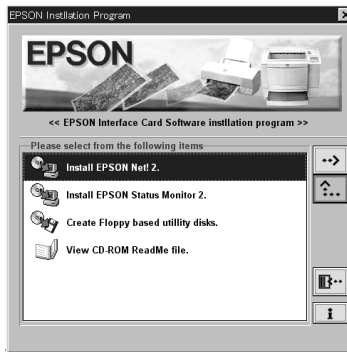 EPSON Instllation Program
EPSON
<< EPSON Interface Card Software instllation program >>
Please select from the following items
Install EPSON Net! 2.
Install EPSON Status Monitor 2.
Create Floppy based utillity disks.
View CD-ROM ReadMe file.